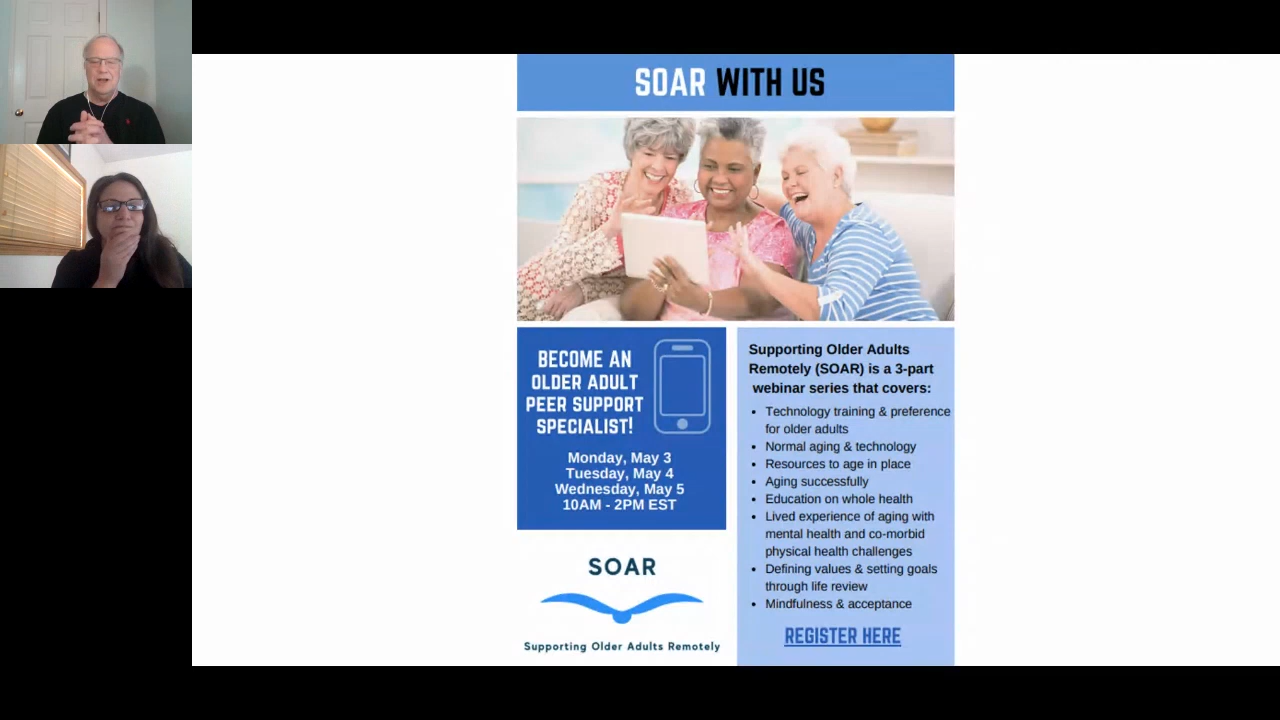 SOAR WITH US
BECOME AN
OLDER ADULT
PEER SUPPORT
SPECIALIST!
Monday, May 3
Tuesday, May 4
Wednesday, May 5
10AM - 2PM EST
SOAR
Supporting Older Adults Remotely
Supporting Older Adults
Remotely (SOAR) is a 3-part
webinar series that covers:
• Technology training & preference
for older adults
• Normal aging & technology
• Resources to age in place
• Aging successfully
• Education on whole health
• Lived experience of aging with
mental health and co-morbid
physical health challenges
• Defining values & setting goals
through life review
• Mindfulness & acceptance
REGISTER HERE